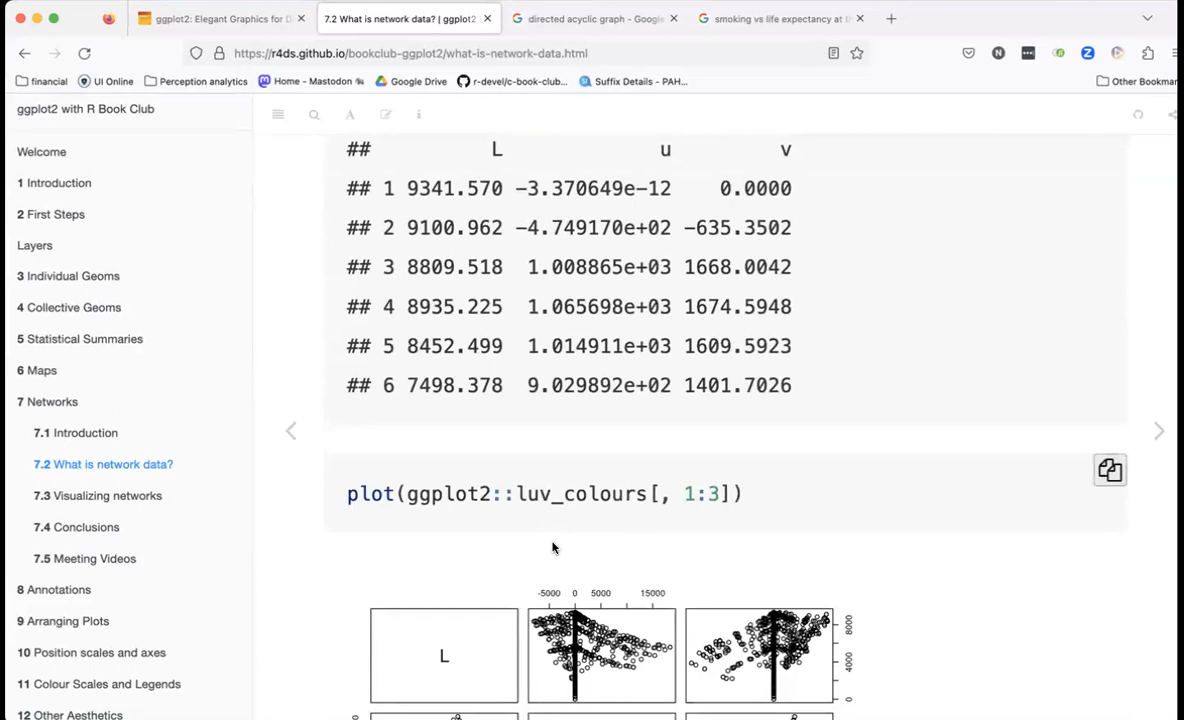 ggplot2: Elegant Graphics for D
7.2 What is network data? | ggplot2
directed acyclic graph - Google
smoking vs life expectancy at th
https://r4ds.github.io/bookclub-ggplot2/what-is-network-data.html
financial
UI Online
Perception analytics
Home - Mastodon
Google Drive
r-devel/c-book-club...
Suffix Details - PAH...
Other Bookmar
ggplot2 with R Book Club
Welcome
1 Introduction
2 First Steps
Layers
3 Individual Geoms
4 Collective Geoms
5 Statistical Summaries
6 Maps
7 Networks
7.1 Introduction
7.2 What is network data?
7.3 Visualizing networks
7.4 Conclusions
7.5 Meeting Videos
8 Annotations
9 Arranging Plots
10 Position scales and axes
11 Colour Scales and Legends
12 Other Aesthetics
## L u v
## 1 9341.570 -3.370649e-12 0.0000
## 2 9100.962 -4.749170e+02 -635.3502
## 3 8809.518 1.008865e+03 1668.0042
## 4 8935.225 1.065698e+03 1674.5948
## 5 8452.499 1.014911e+03 1609.5923
## 6 7498.378 9.029892e+02 1401.7026
plot(ggplot2::luv_colours[, 1:3])
-5000 0 5000 15000
L
8000
4000
0